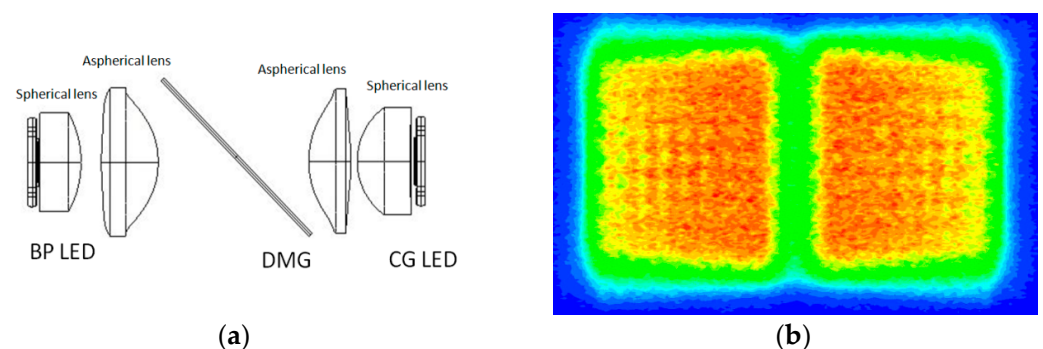 Aspherical lens
Aspherical lens
Spherical lens
Spherical lens
BP LED
DMG
CG LED
(a)
(b)